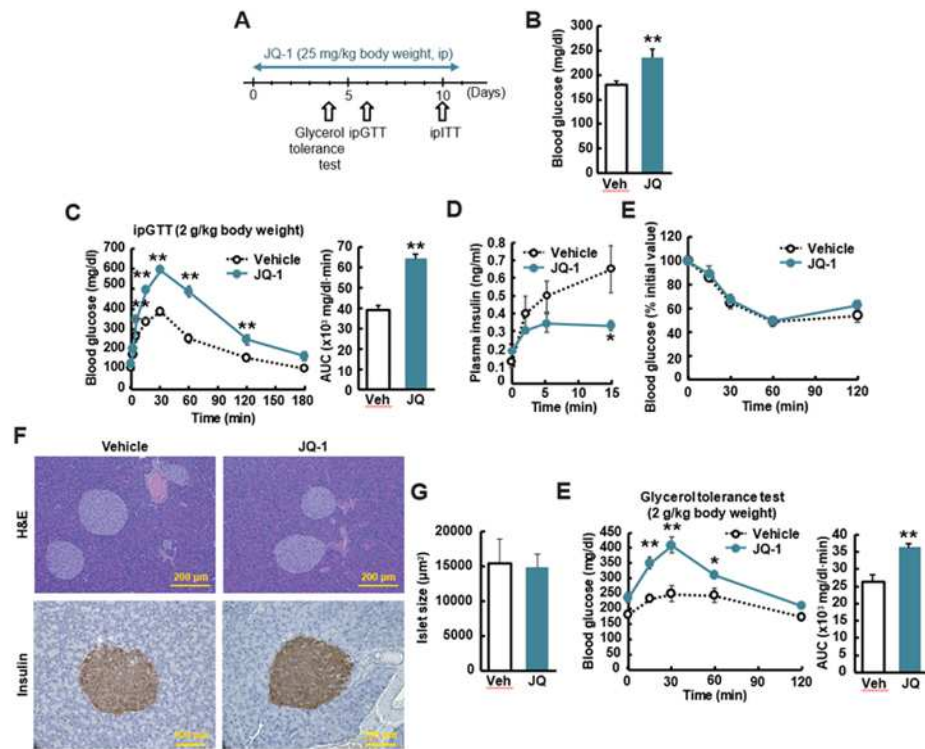 A
JQ-1 (25 mg/kg body weight, ip)
0 5 10 (Days)
Glycerol
tolerance
test
ipGTT
ipITT
B
Blood glucose (mg/dl)
300
250
200
150
100
50
0
**
Veh JQ
C
ipGTT (2 g/kg body weight)
Blood glucose (mg/dl)
700
600
500
400
300
200
100
0
** ** ** ** **
Vehicle
JQ-1
0 30 60 90 120 150 180
Time (min)
AUC (x10³ mg/dl·min)
70
60
50
40
30
20
10
0
**
Veh JQ
D
Plasma insulin (ng/ml)
0.9
0.8
0.7
0.6
0.5
0.4
0.3
0.2
0.1
0
Vehicle
JQ-1
*
0 5 10 15
Time (min)
E
Blood glucose (% initial value)
120
100
80
60
40
20
0
Vehicle
JQ-1
0 30 60 90 120
Time (min)
F
Vehicle JQ-1
H&E
200 µm 200 µm
Insulin
G
Islet size (µm²)
20000
15000
10000
5000
0
Veh JQ
E
Glycerol tolerance test
(2 g/kg body weight)
Blood glucose (mg/dl)
450
400
350
300
250
200
150
100
50
0
** ** *
Vehicle
JQ-1
0 30 60 90 120
Time (min)
AUC (x10³ mg/dl·min)
40
35
30
25
20
15
10
5
0
**
Veh JQ